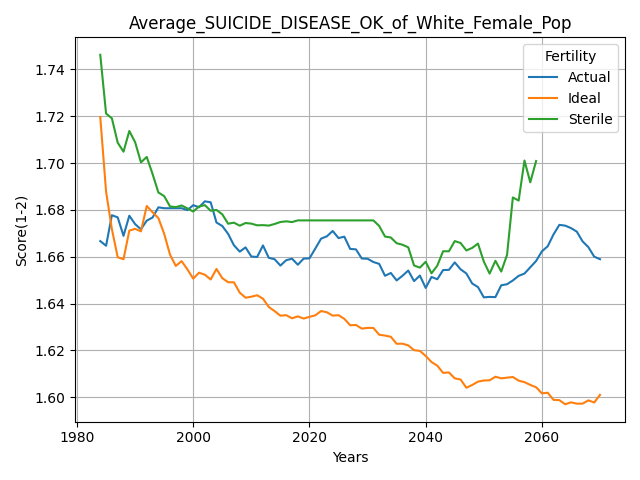 Average_SUICIDE_DISEASE_OK_of_White_Female_Pop
Fertility
Actual
Ideal
Sterile
Score(1-2)
1.74
1.72
1.70
1.68
1.66
1.64
1.62
1.60
1980
2000
2020
2040
2060
Years